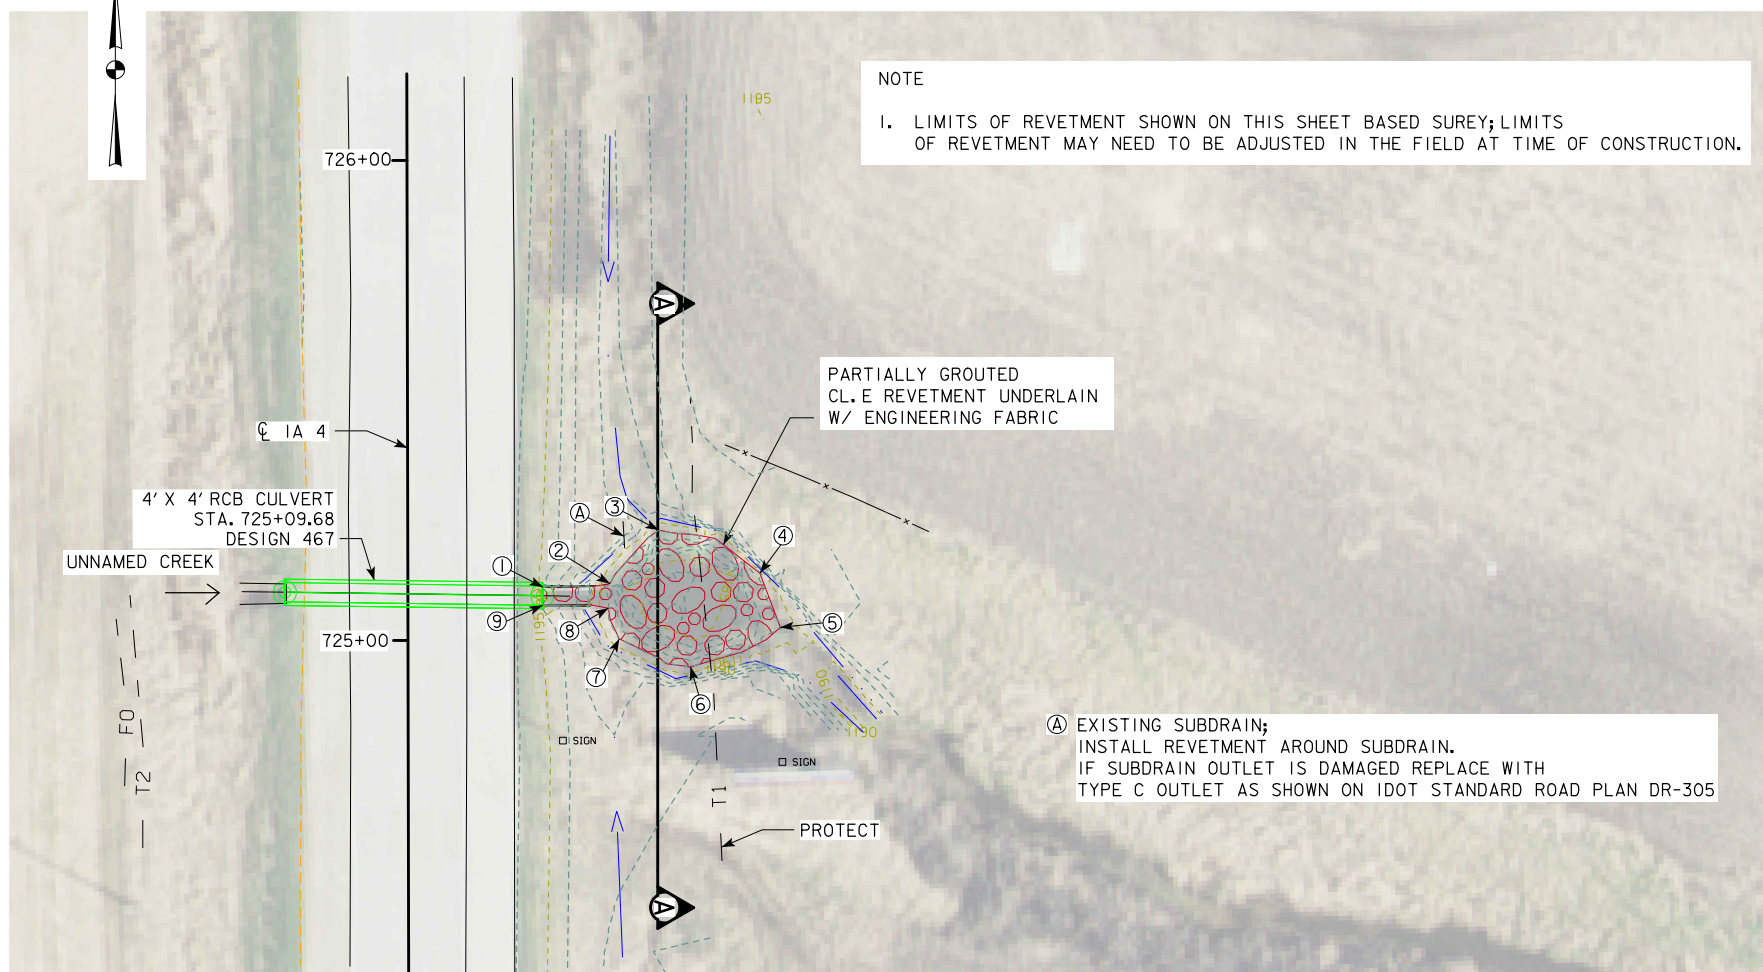 1185
NOTE
1. LIMITS OF REVETMENT SHOWN ON THIS SHEET BASED SUREY; LIMITS
OF REVETMENT MAY NEED TO BE ADJUSTED IN THE FIELD AT TIME OF CONSTRUCTION.
726+00
A
PARTIALLY GROUTED
CL. E REVETMENT UNDERLAIN
W/ ENGINEERING FABRIC
℄ IA 4
4' X 4' RCB CULVERT
STA. 725+09.68
DESIGN 467
UNNAMED CREEK
A
3
4
2
1
9
8
5
7
6
1195
725+00
1190
1190
FO
T2
SIGN
SIGN
T1
PROTECT
A EXISTING SUBDRAIN;
INSTALL REVETMENT AROUND SUBDRAIN.
IF SUBDRAIN OUTLET IS DAMAGED REPLACE WITH
TYPE C OUTLET AS SHOWN ON IDOT STANDARD ROAD PLAN DR-305
A